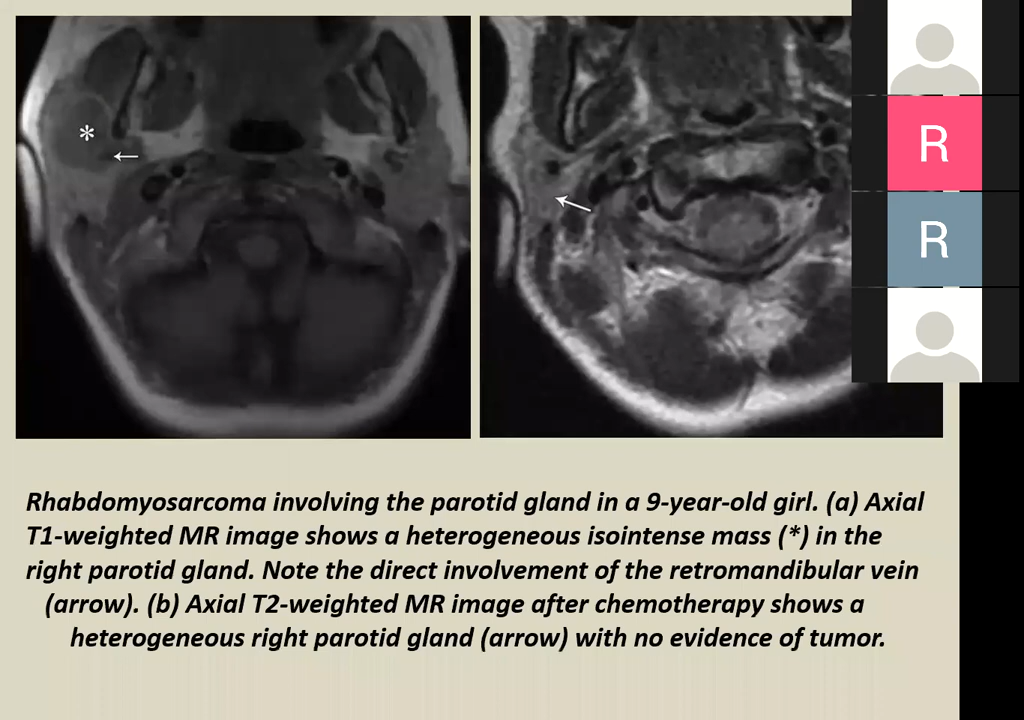 *
R
R
Rhabdomyosarcoma involving the parotid gland in a 9-year-old girl. (a) Axial
T1-weighted MR image shows a heterogeneous isointense mass (*) in the
right parotid gland. Note the direct involvement of the retromandibular vein
(arrow). (b) Axial T2-weighted MR image after chemotherapy shows a
heterogeneous right parotid gland (arrow) with no evidence of tumor.